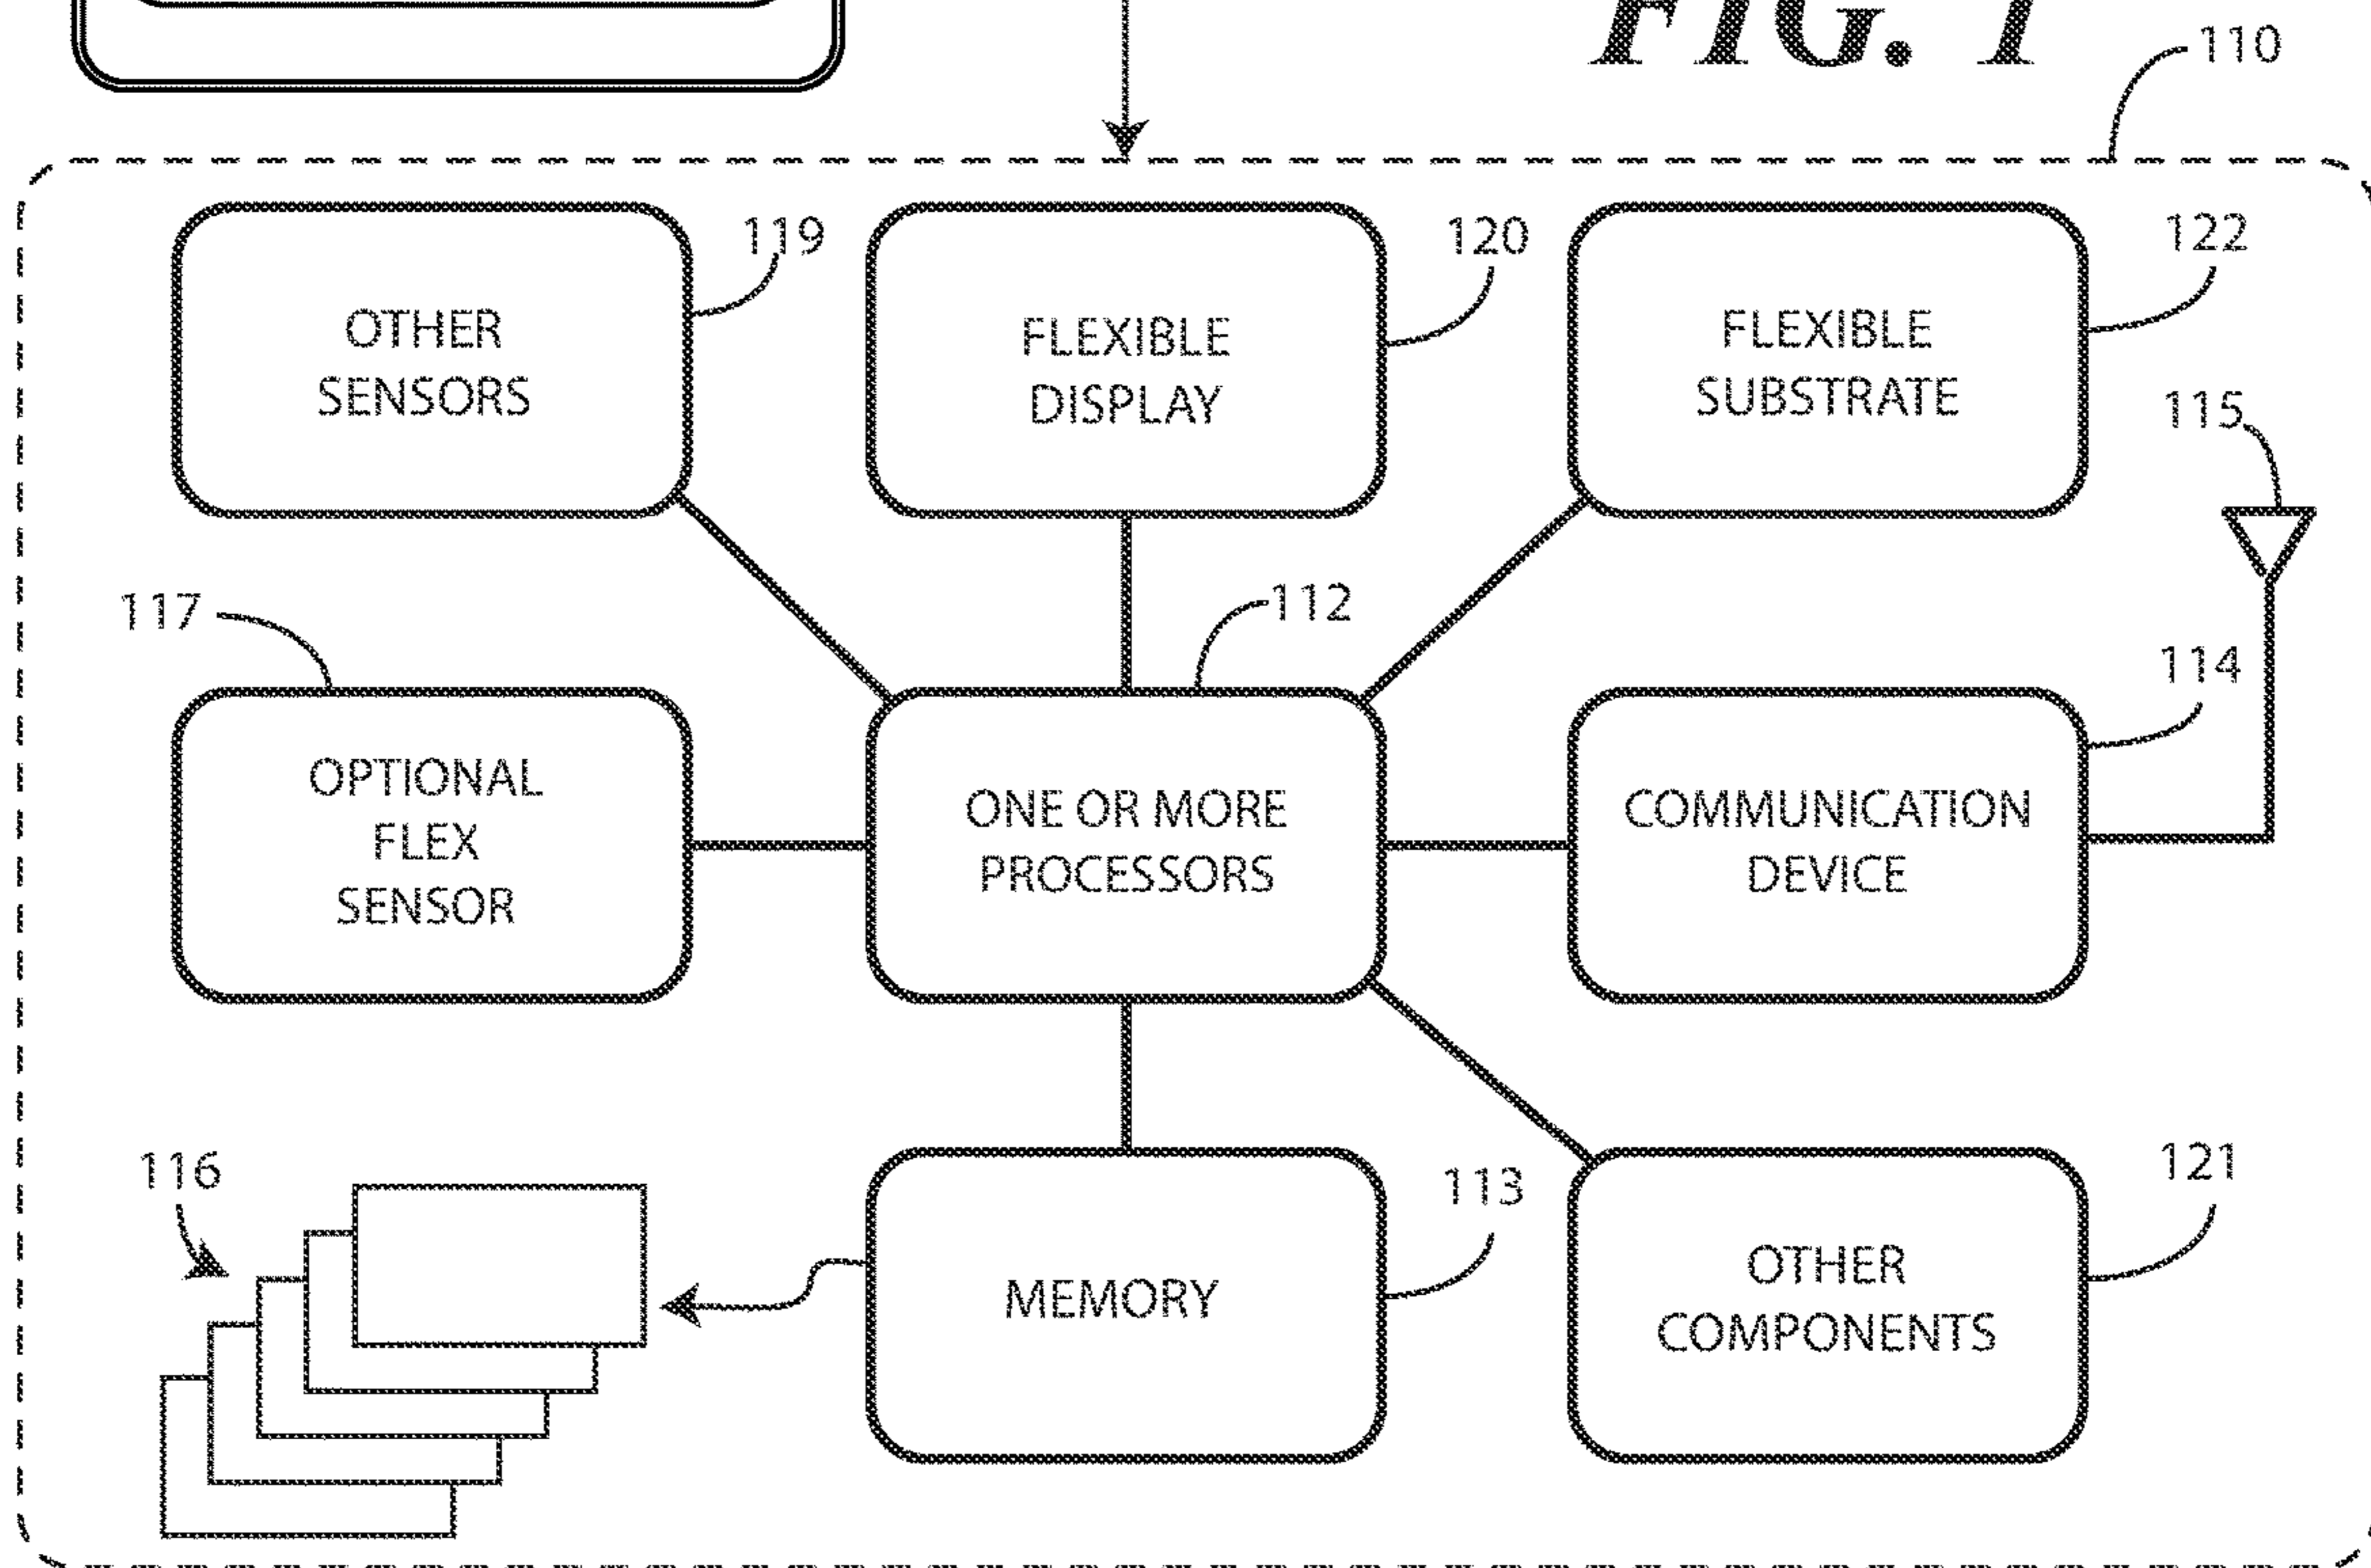 FIG. 1
110
119
120
122
OTHER
SENSORS
FLEXIBLE
DISPLAY
FLEXIBLE
SUBSTRATE
115
117
112
114
OPTIONAL
FLEX
SENSOR
ONE OR MORE
PROCESSORS
COMMUNICATION
DEVICE
116
113
121
MEMORY
OTHER
COMPONENTS